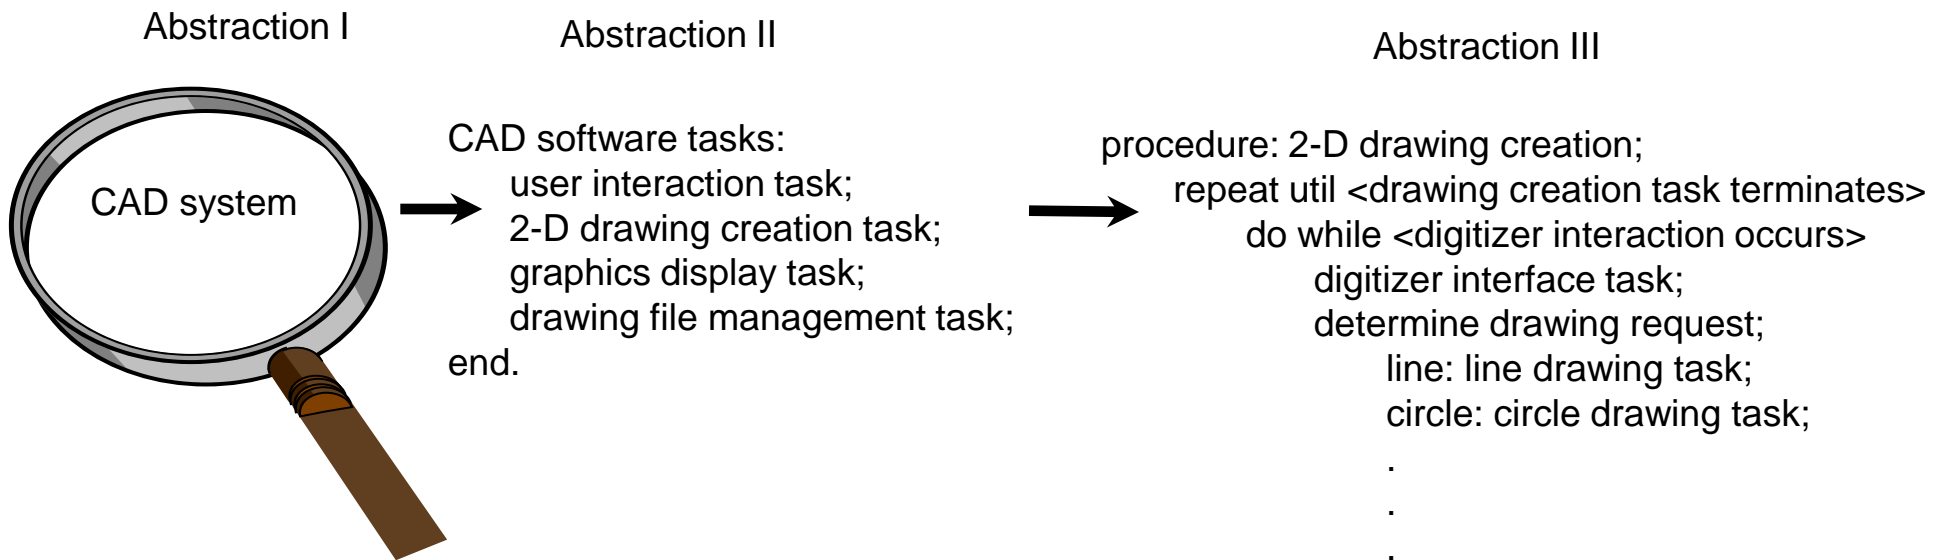 Abstraction I
Abstraction II
Abstraction III
CAD system
CAD software tasks:
user interaction task;
2-D drawing creation task;
graphics display task;
drawing file management task;
end.
procedure: 2-D drawing creation;
repeat util <drawing creation task terminates>
do while <digitizer interaction occurs>
digitizer interface task;
determine drawing request;
line: line drawing task;
circle: circle drawing task;
.
.
.